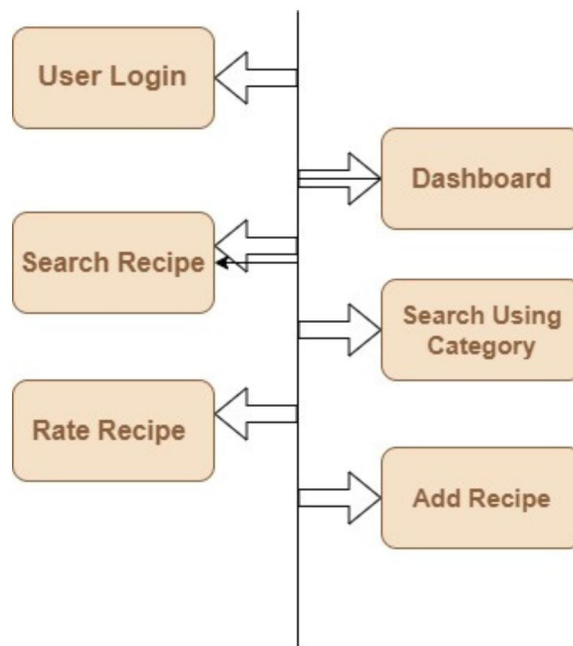 User Login
Dashboard
Search Recipe
Search Using
Category
Rate Recipe
Add Recipe